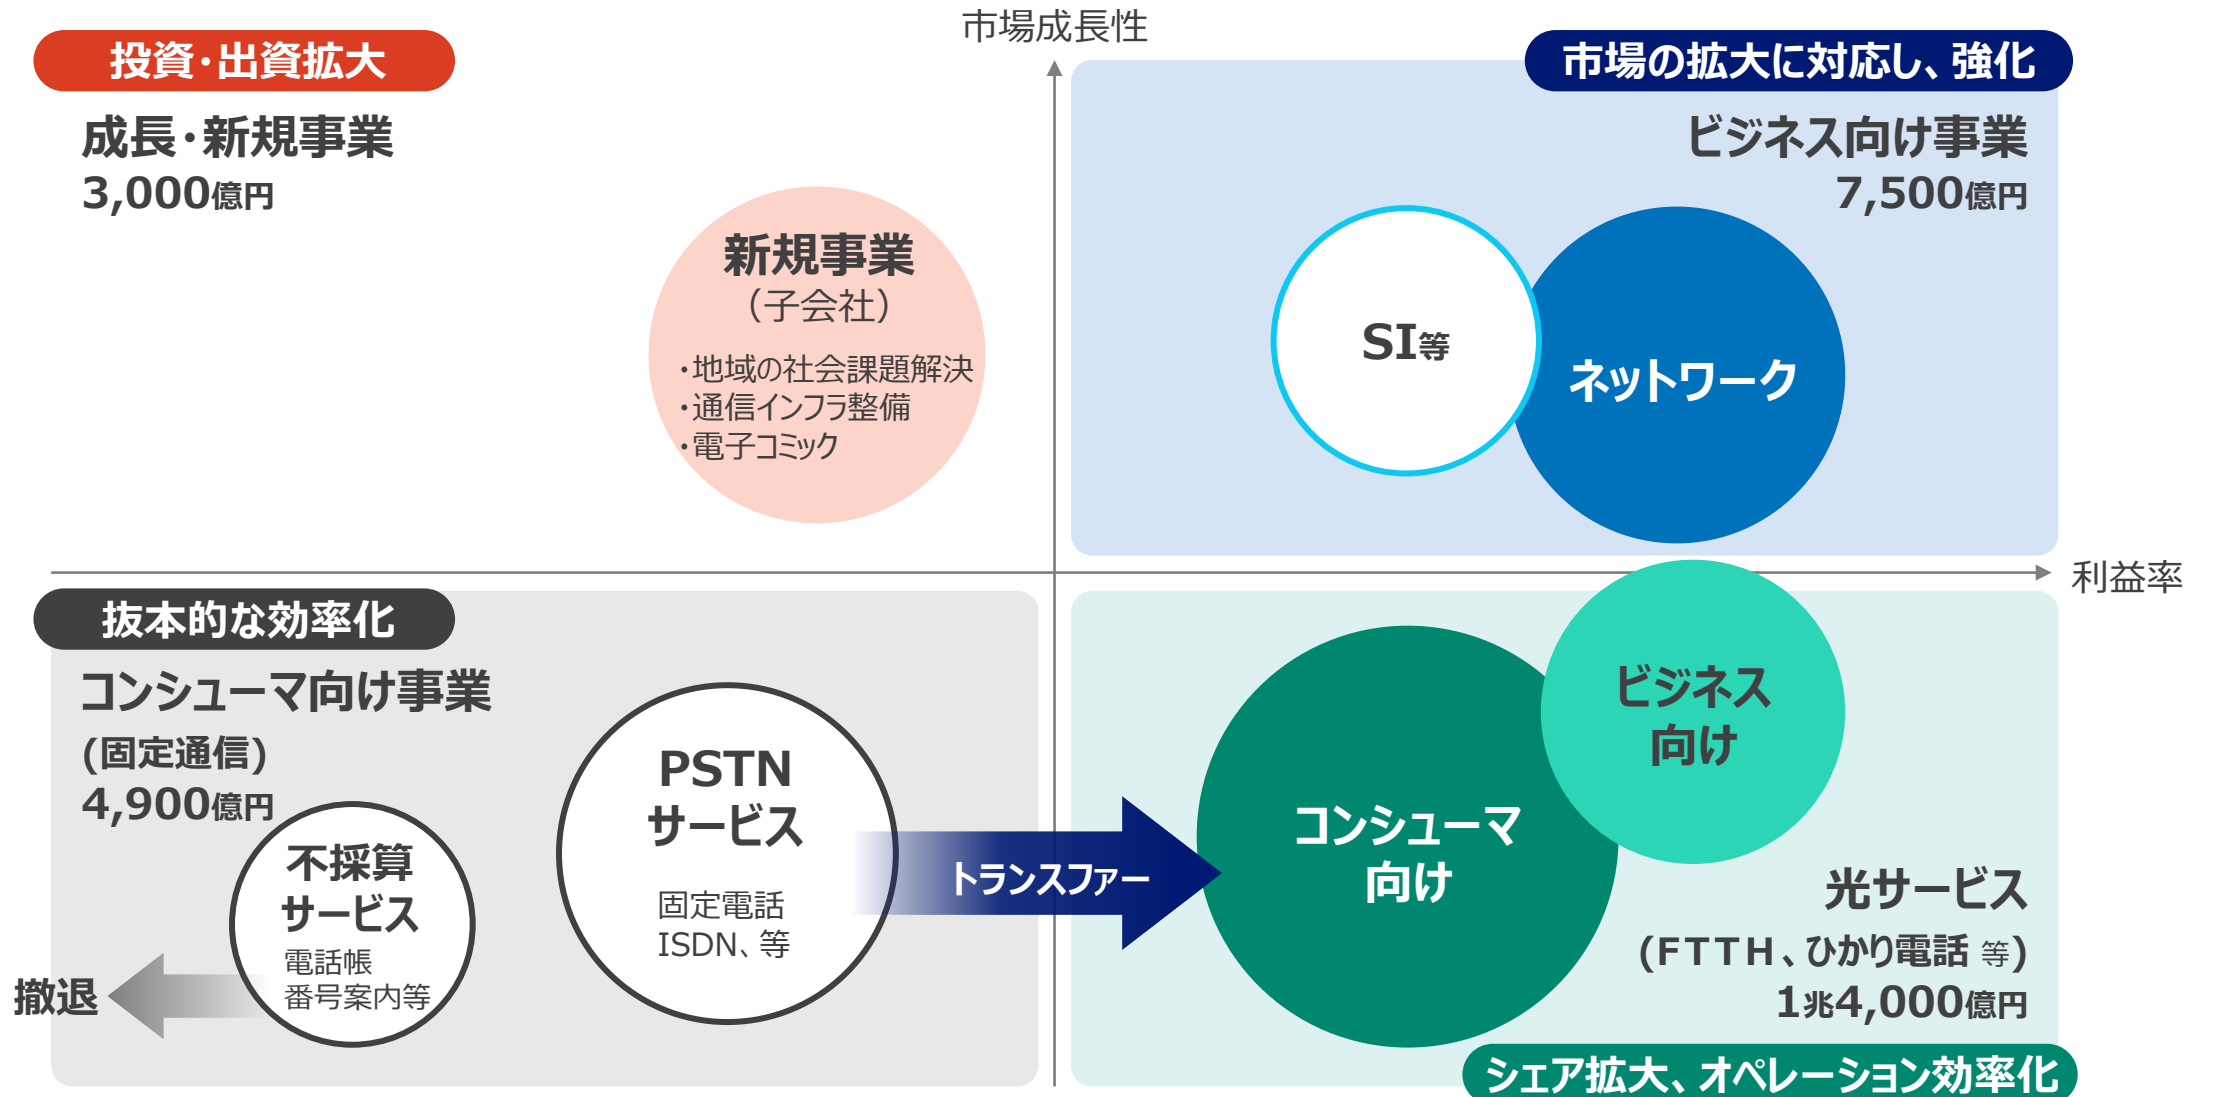 市場成長性
投資・出資拡大
成長・新規事業
3,000億円
新規事業
（子会社）
・地域の社会課題解決
・通信インフラ整備
・電子コミック
市場の拡大に対応し、強化
ビジネス向け事業
7,500億円
SI等
ネットワーク
利益率
抜本的な効率化
コンシューマ向け事業
(固定通信)
4,900億円
不採算
サービス
電話帳
番号案内等
撤退
PSTN
サービス
固定電話
ISDN、等
トランスファー
コンシューマ
向け
ビジネス
向け
光サービス
(ＦＴＴＨ、ひかり電話 等)
1兆4,000億円
シェア拡大、オペレーション効率化